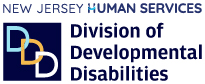 NEW JERSEY HUMAN SERVICES
DDD
Division of
Developmental
Disabilities